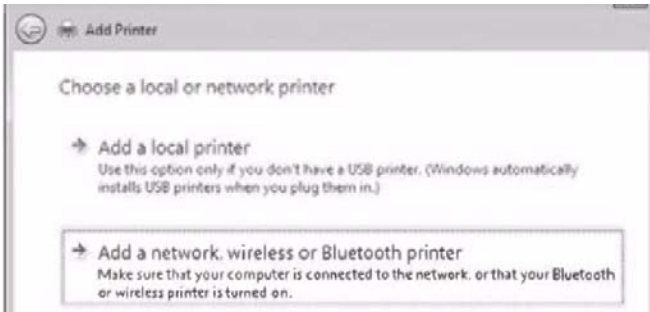 Add Printer
Choose a local or network printer
Add a local printer
Use this option only if you don't have a USB printer. (Windows automatically
installs USB printers when you plug them in.)
Add a network, wireless or Bluetooth printer
Make sure that your computer is connected to the network, or that your Bluetooth
or wireless printer is turned on.